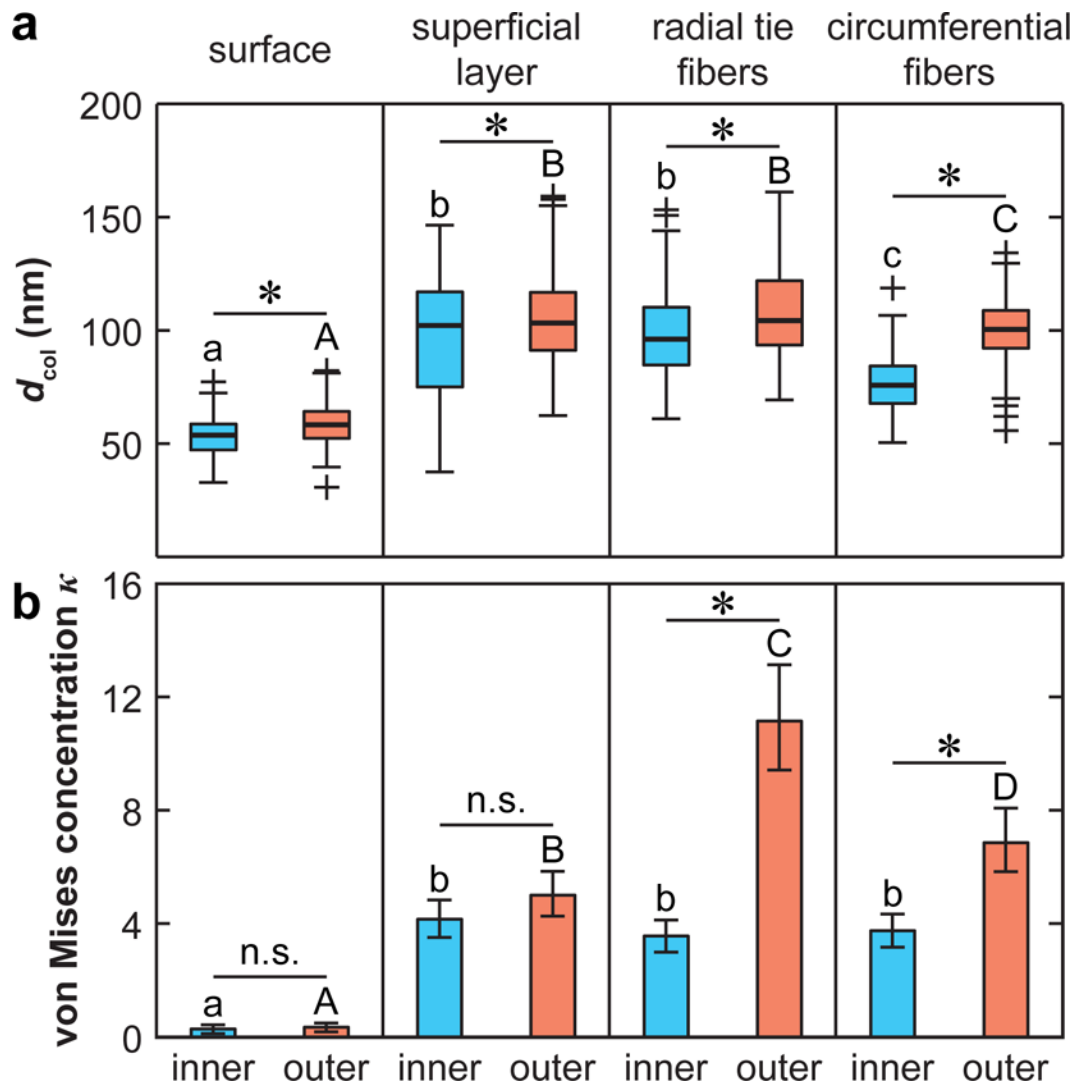 a
surface
superficial
layer
radial tie
fibers
circumferential
fibers
200
150
100
50
d col (nm)
*
*
*
*
a
A
b
B
b
B
c
C
b
16
12
8
4
0
von Mises concentration κ
n.s.
n.s.
*
*
a
A
b
B
b
C
b
D
inner outer inner outer inner outer inner outer